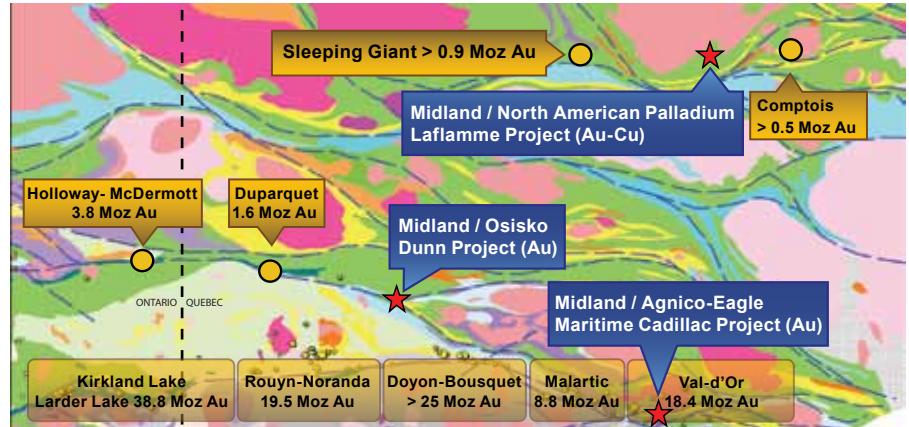 Sleeping Giant > 0.9 Moz Au
Midland / North American Palladium
Laflamme Project (Au-Cu)
Comptois
> 0.5 Moz Au
Holloway- McDermott
3.8 Moz Au
Duparquet
1.6 Moz Au
Midland / Osisko
Dunn Project (Au)
Midland / Agnico-Eagle
Maritime Cadillac Project (Au)
ONTARIO
QUEBEC
Kirkland Lake
Larder Lake 38.8 Moz Au
Rouyn-Noranda
19.5 Moz Au
Doyon-Bousquet
> 25 Moz Au
Malartic
8.8 Moz Au
Val-d'Or
18.4 Moz Au